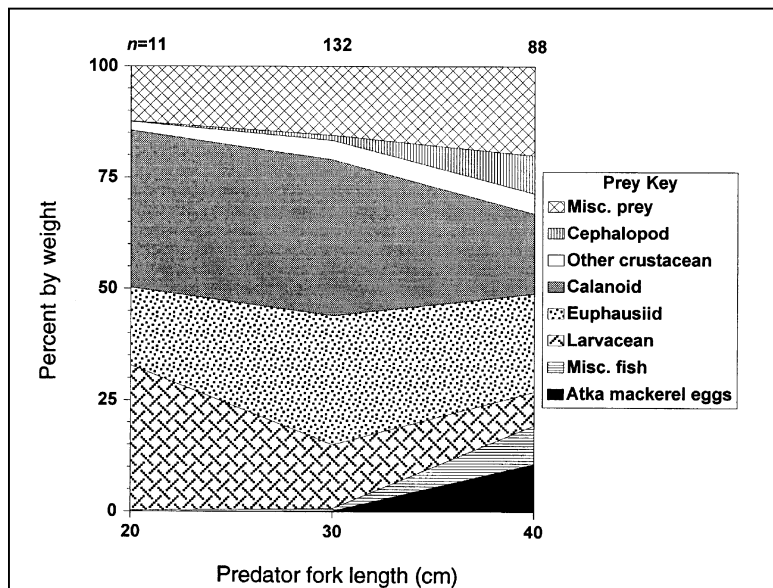 n=11 132 88
100
75
50
25
0
20 30 40
Percent by weight
Predator fork length (cm)
Prey Key
Misc. prey
Cephalopod
Other crustacean
Calanoid
Euphausiid
Larvacean
Misc. fish
Atka mackerel eggs